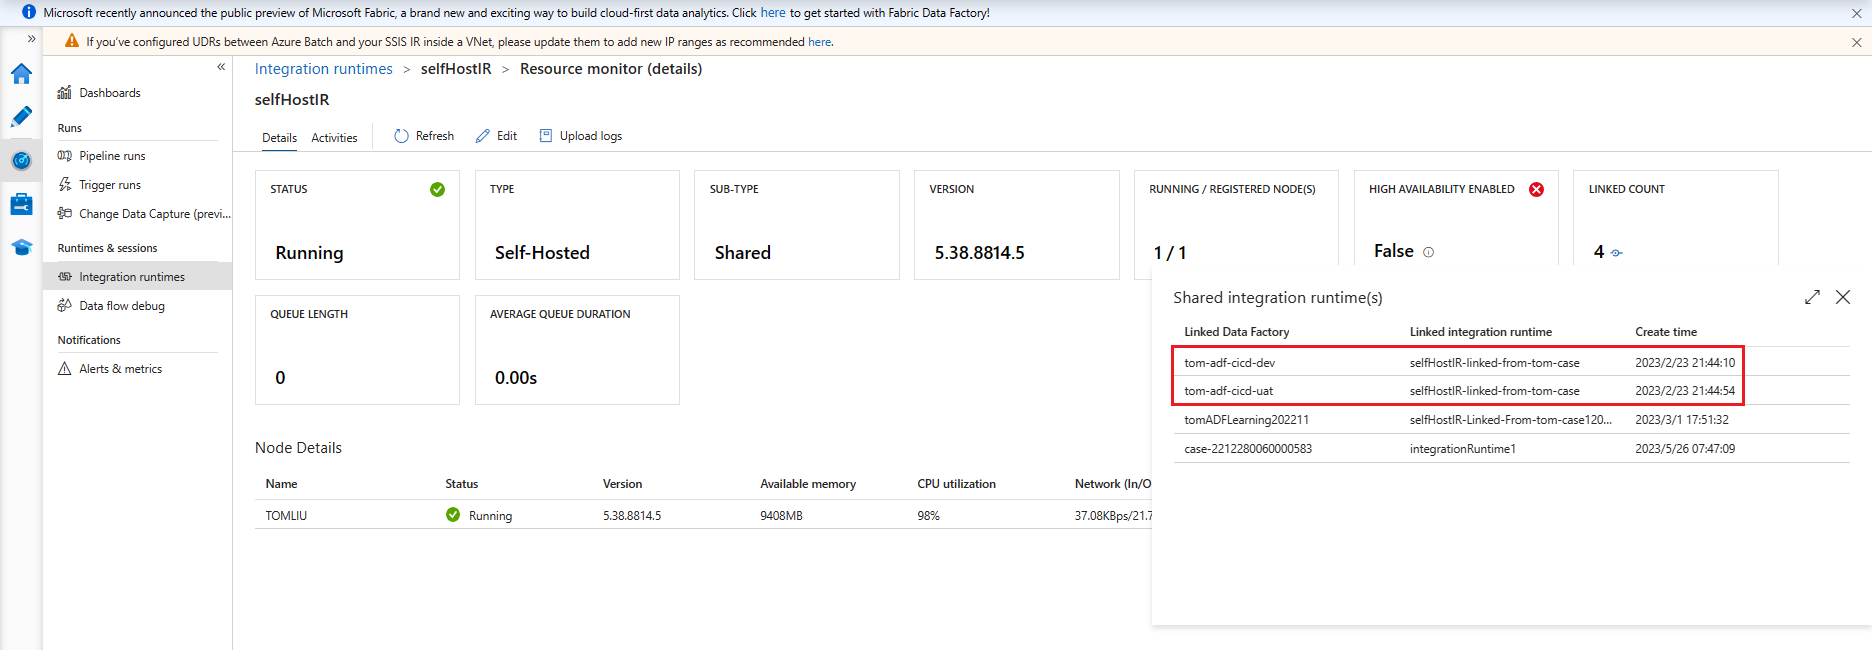 Microsoft recently announced the public preview of Microsoft Fabric, a brand new and exciting way to build cloud-first data analytics. Click here to get started with Fabric Data Factory!
If you've configured UDRs between Azure Batch and your SSIS IR inside a VNet, please update them to add new IP ranges as recommended here.
Dashboards
Runs
Pipeline runs
Trigger runs
Change Data Capture (previ...
Runtimes & sessions
Integration runtimes
Data flow debug
Notifications
Alerts & metrics
Integration runtimes > selfHostIR > Resource monitor (details)
selfHostIR
Details Activities Refresh Edit Upload logs
STATUS
Running
TYPE
Self-Hosted
SUB-TYPE
Shared
VERSION
5.38.8814.5
RUNNING / REGISTERED NODE(S)
1 / 1
HIGH AVAILABILITY ENABLED
False
LINKED COUNT
4
QUEUE LENGTH
0
AVERAGE QUEUE DURATION
0.00s
Node Details
Name Status Version Available memory CPU utilization Network (In/O
TOMLIU Running 5.38.8814.5 9408MB 98% 37.08KBps/21.7
Shared integration runtime(s)
Linked Data Factory Linked integration runtime Create time
tom-adf-cicd-dev selfHostIR-linked-from-tom-case 2023/2/23 21:44:10
tom-adf-cicd-uat selfHostIR-linked-from-tom-case 2023/2/23 21:44:54
tomADFLearning202211 selfHostIR-Linked-From-tom-case120... 2023/3/1 17:51:32
case-2212280060000583 integrationRuntime1 2023/5/26 07:47:09